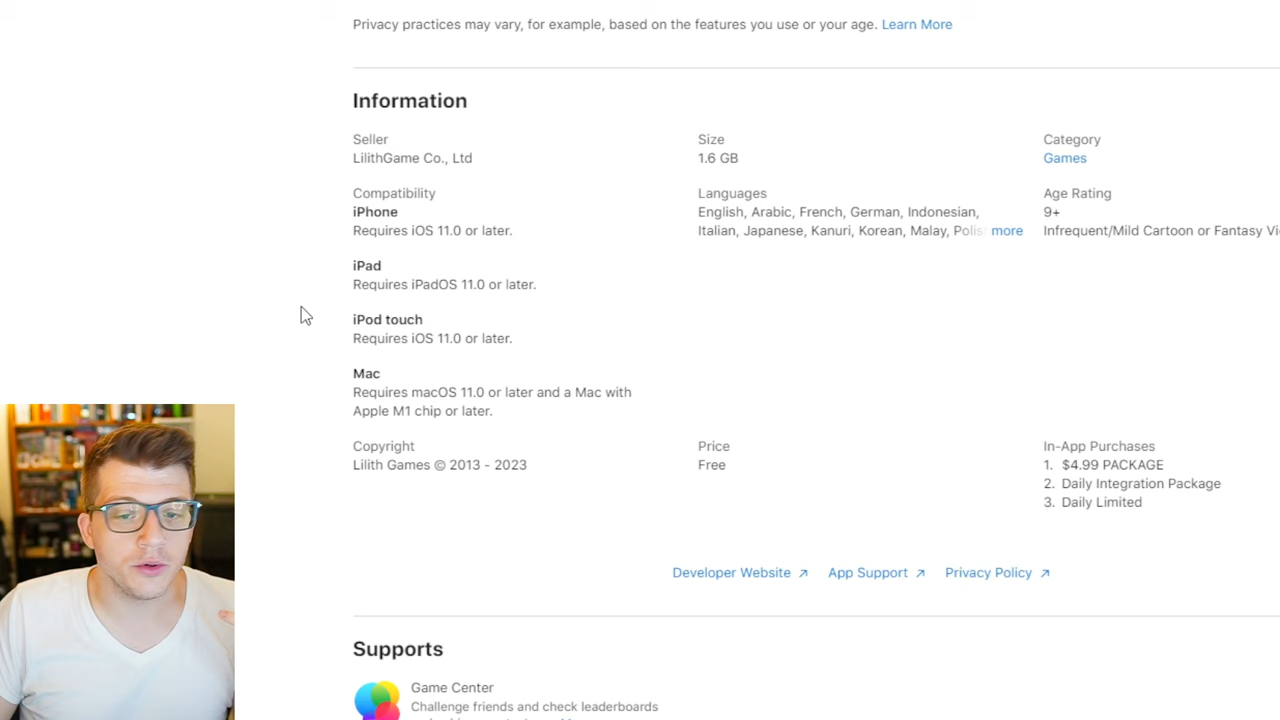 Privacy practices may vary, for example, based on the features you use or your age. Learn More
Information
Seller
LilithGame Co., Ltd
Size
1.6 GB
Category
Games
Compatibility
iPhone
Requires iOS 11.0 or later.
iPad
Requires iPadOS 11.0 or later.
iPod touch
Requires iOS 11.0 or later.
Mac
Requires macOS 11.0 or later and a Mac with
Apple M1 chip or later.
Languages
English, Arabic, French, German, Indonesian,
Italian, Japanese, Kanuri, Korean, Malay, Polis more
Age Rating
9+
Infrequent/Mild Cartoon or Fantasy
Copyright
Lilith Games © 2013 - 2023
Price
Free
In-App Purchases
1. $4.99 PACKAGE
2. Daily Integration Package
3. Daily Limited
Developer Website ↗ App Support ↗ Privacy Policy ↗
Supports
Game Center
Challenge friends and check leaderboards